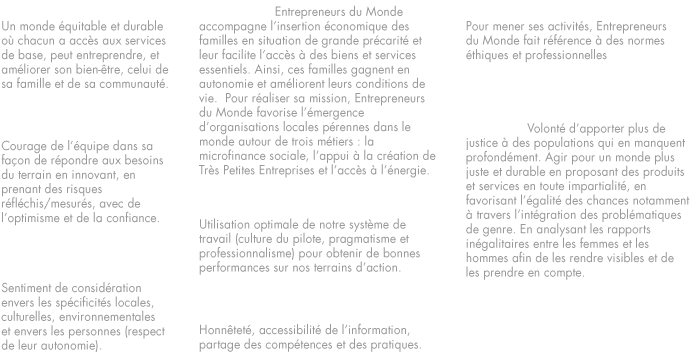 Un monde équitable et durable
où chacun a accès aux services
de base, peut entreprendre, et
améliorer son bien-être, celui de
sa famille et de sa communauté.
Courage de l'équipe dans sa
façon de répondre aux besoins
du terrain en innovant, en
prenant des risques
réfléchis/mesurés, avec de
l'optimisme et de la confiance.
Sentiment de considération
envers les spécificités locales,
culturelles, environnementales
et envers les personnes (respect
de leur autonomie).
Entrepreneurs du Monde
accompagne l'insertion économique des
familles en situation de grande précarité et
leur facilite l'accès à des biens et services
essentiels. Ainsi, ces familles gagnent en
autonomie et améliorent leurs conditions de
vie. Pour réaliser sa mission, Entrepreneurs
du Monde favorise l'émergence
d'organisations locales pérennes dans le
monde autour de trois métiers : la
microfinance sociale, l'appui à la création de
Très Petites Entreprises et l'accès à l'énergie.
Utilisation optimale de notre système de
travail (culture du pilote, pragmatisme et
professionnalisme) pour obtenir de bonnes
performances sur nos terrains d'action.
Honnêteté, accessibilité de l'information,
partage des compétences et des pratiques.
Pour mener ses activités, Entrepreneurs
du Monde fait référence à des normes
éthiques et professionnelles
Volonté d'apporter plus de
justice à des populations qui en manquent
profondément. Agir pour un monde plus
juste et durable en proposant des produits
et services en toute impartialité, en
favorisant l'égalité des chances notamment
à travers l'intégration des problématiques
de genre. En analysant les rapports
inégalitaires entre les femmes et les
hommes afin de les rendre visibles et de
les prendre en compte.